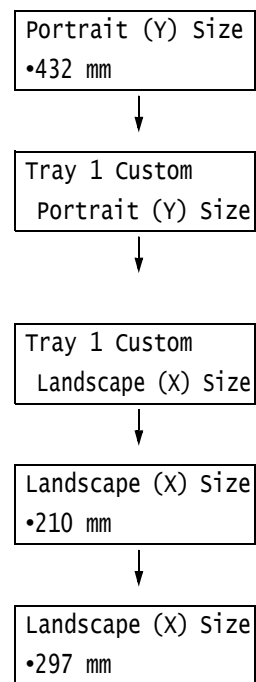 Portrait (Y) Size
•432 mm
Tray 1 Custom
Portrait (Y) Size
Tray 1 Custom
Landscape (X) Size
Landscape (X) Size
•210 mm
Landscape (X) Size
•297 mm